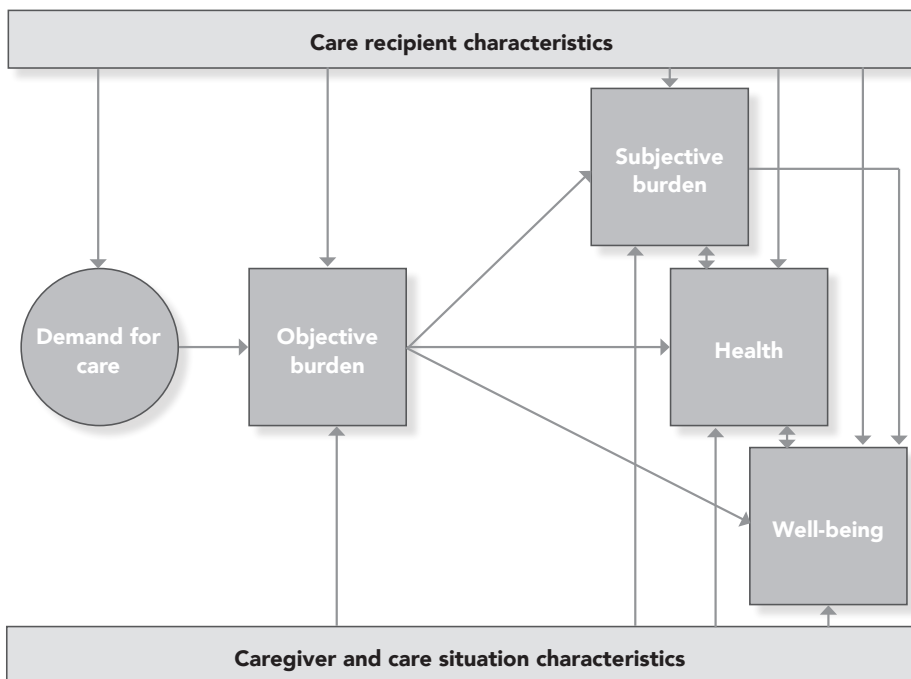 Care recipient characteristics
Subjective
burden
Demand for
care
Objective
burden
Health
Well-being
Caregiver and care situation characteristics